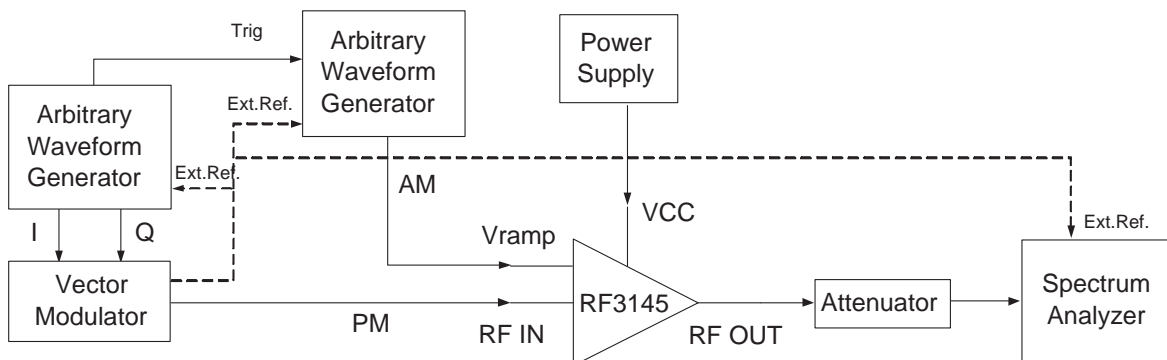 Trig
Arbitrary
Waveform
Generator
Power
Supply
Arbitrary
Waveform
Generator
Ext.Ref.
Ext.Ref.
AM
VCC
I
Q
Vramp
Ext.Ref.
Vector
Modulator
PM
RF IN
RF3145
RF OUT
Attenuator
Spectrum
Analyzer